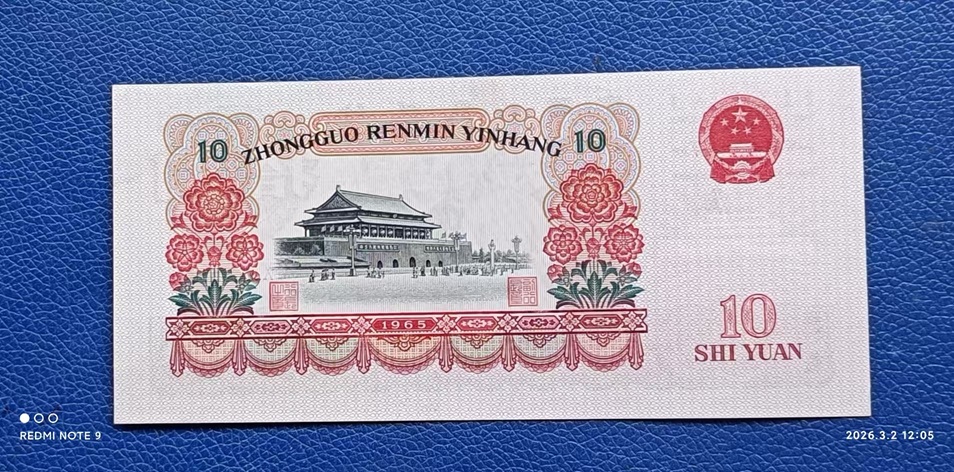 10 ZHONGGUO RENMIN YINHANG 10
1965
10
SHI YUAN
REDMI NOTE 9
2026.3.2 12:05